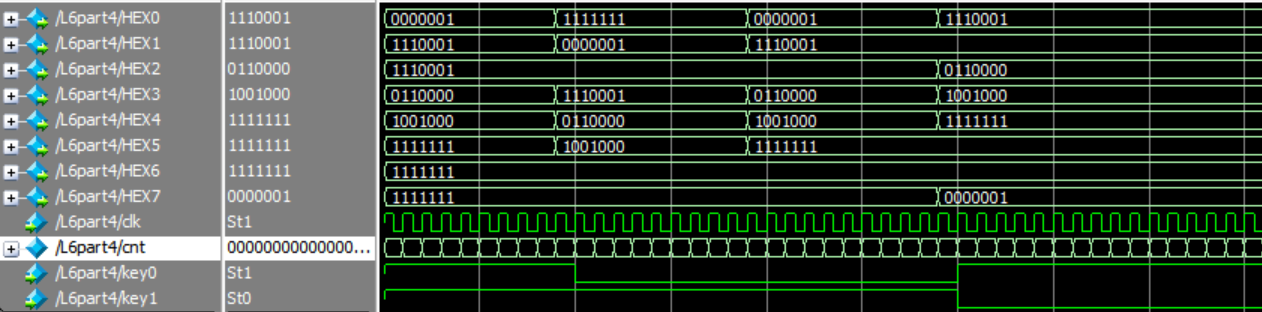 /L6part4/HEX0 1110001 0000001 1111111 0000001 1110001
/L6part4/HEX1 1110001 1110001 0000001 1110001
/L6part4/HEX2 0110000 1110001 0110000
/L6part4/HEX3 1001000 0110000 1110001 0110000 1001000
/L6part4/HEX4 1111111 1001000 0110000 1001000 1111111
/L6part4/HEX5 1111111 1111111 1001000 1111111
/L6part4/HEX6 1111111 1111111
/L6part4/HEX7 0000001 1111111 0000001
/L6part4/clk St1
/L6part4/cnt 00000000000000...
/L6part4/key0 St1
/L6part4/key1 St0